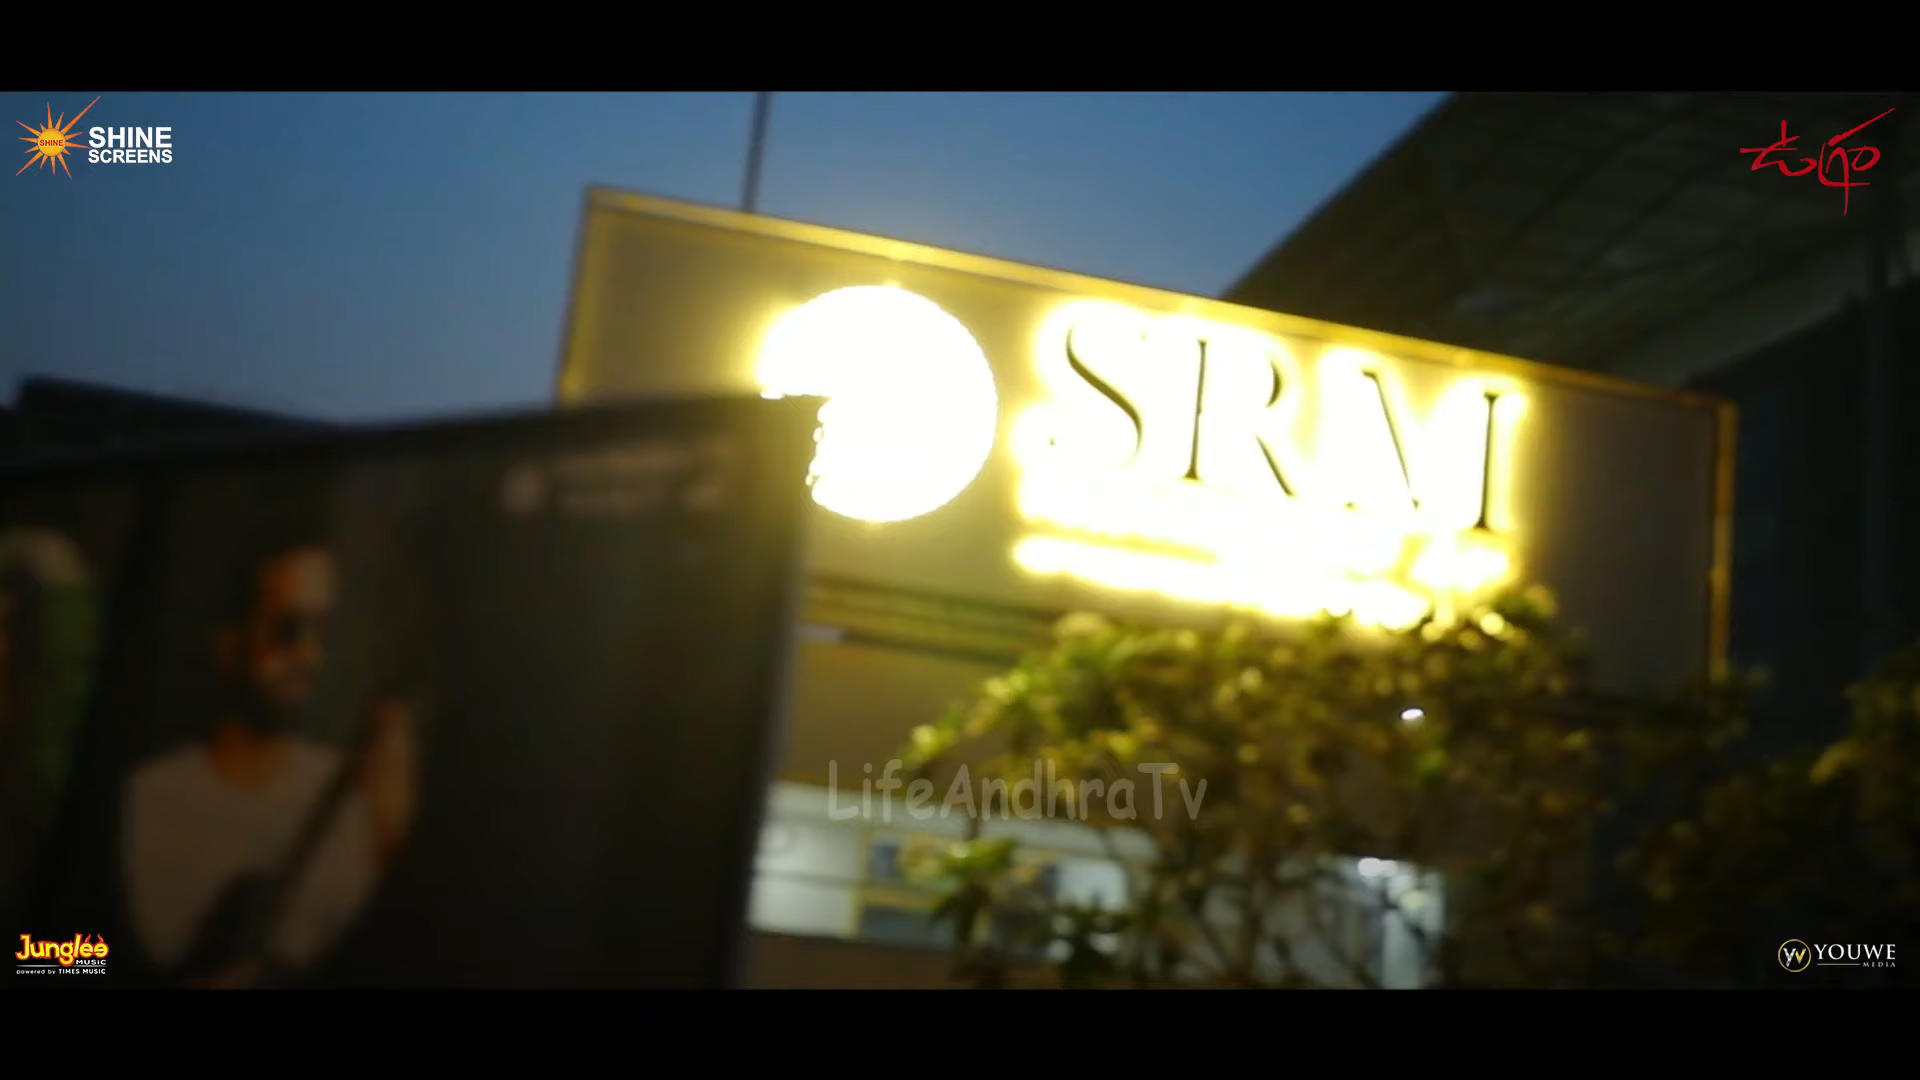 SHINE
SHINE
SCREENS
ఉగ్రం
SRM
LifeAndhraTv
Junglee
MUSIC
powered by TIMES MUSIC
YOUWE
MEDIA